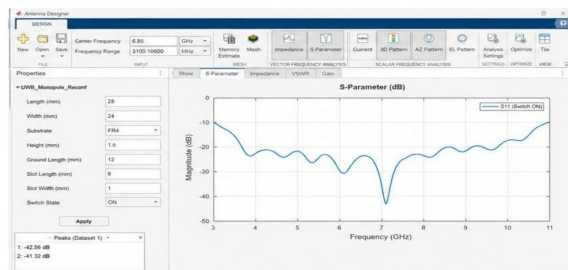 Antenna Designer
DESIGN
New Open Save
Center Frequency 6.85 GHz
Frequency Range 3100:10600 MHz
Memory Estimate Mesh Impedance S Parameter Current 3D Pattern AZ Pattern EL Pattern Analysis Settings Optimize Tile
FILE INPUT MESH VECTOR FREQUENCY ANALYSIS SCALAR FREQUENCY ANALYSIS SETTINGS OPTIMIZE VIEW
Properties
Show S Parameter Impedance VSWR Gain
UWB_Monopole_Reconf
Length (mm) 28
Width (mm) 24
Substrate FR4
Height (mm) 1.6
Ground Length (mm) 12
Slot Length (mm) 8
Slot Width (mm) 1
Switch State ON
Apply
- Peaks (Dataset 1) -
1: -42.56 dB
2: -41.32 dB
S-Parameter (dB)
S11 (Switch ON)
Magnitude (dB)
0
-10
-20
-30
-40
-50
3 4 5 6 7 8 9 10 11
Frequency (GHz)